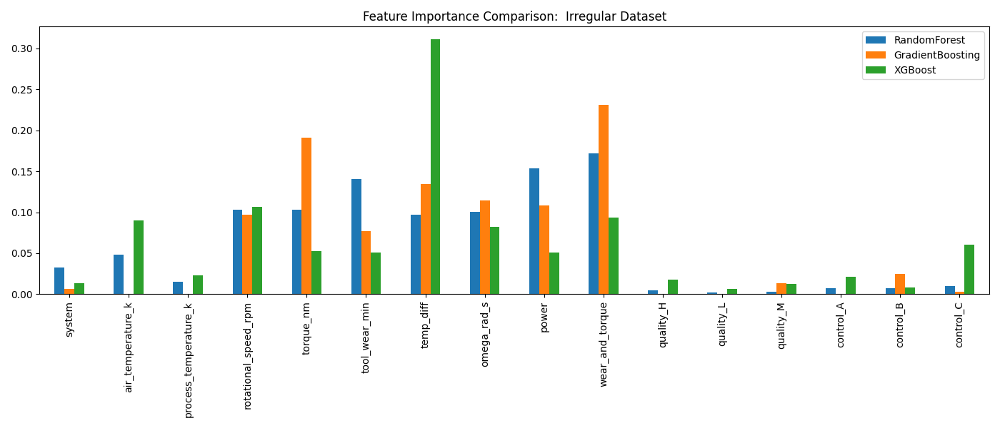 Feature Importance Comparison:  Irregular Dataset
RandomForest
GradientBoosting
XGBoost
0.30
0.25
0.20
0.15
0.10
0.05
0.00
system
air_temperature_k
process_temperature_k
rotational_speed_rpm
torque_nm
tool_wear_min
temp_diff
omega_rad_s
power
wear_and_torque
quality_H
quality_L
quality_M
control_A
control_B
control_C